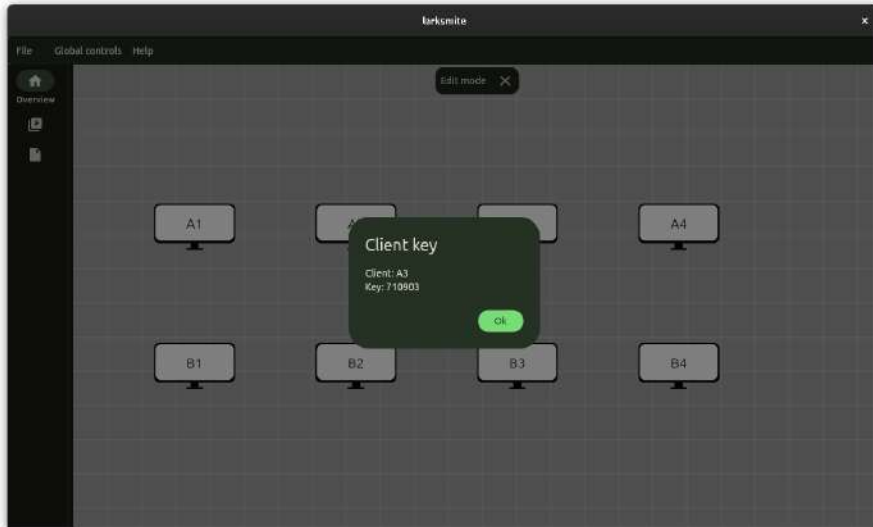 larksmite
File Global controls Help
Edit mode
Overview
A1
A4
Client key
Client: A3
Key: 710903
Ok
B1 B2 B3 B4